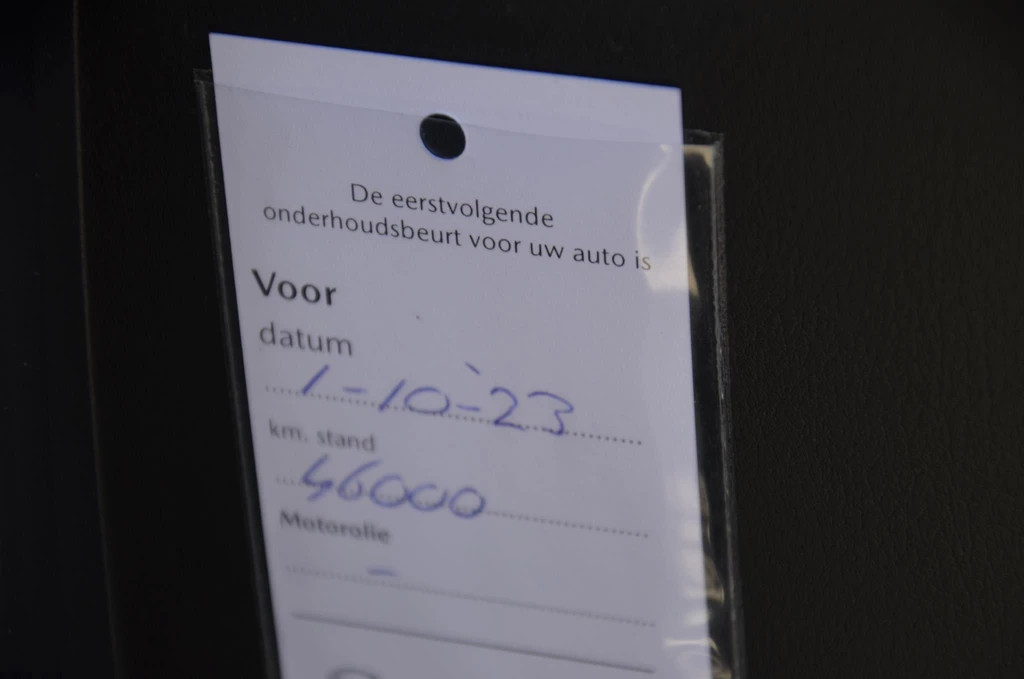 De eerstvolgende
onderhoudsbeurt voor uw auto is
Voor
datum
1-10-23
km. stand
46000
Motorolie
-